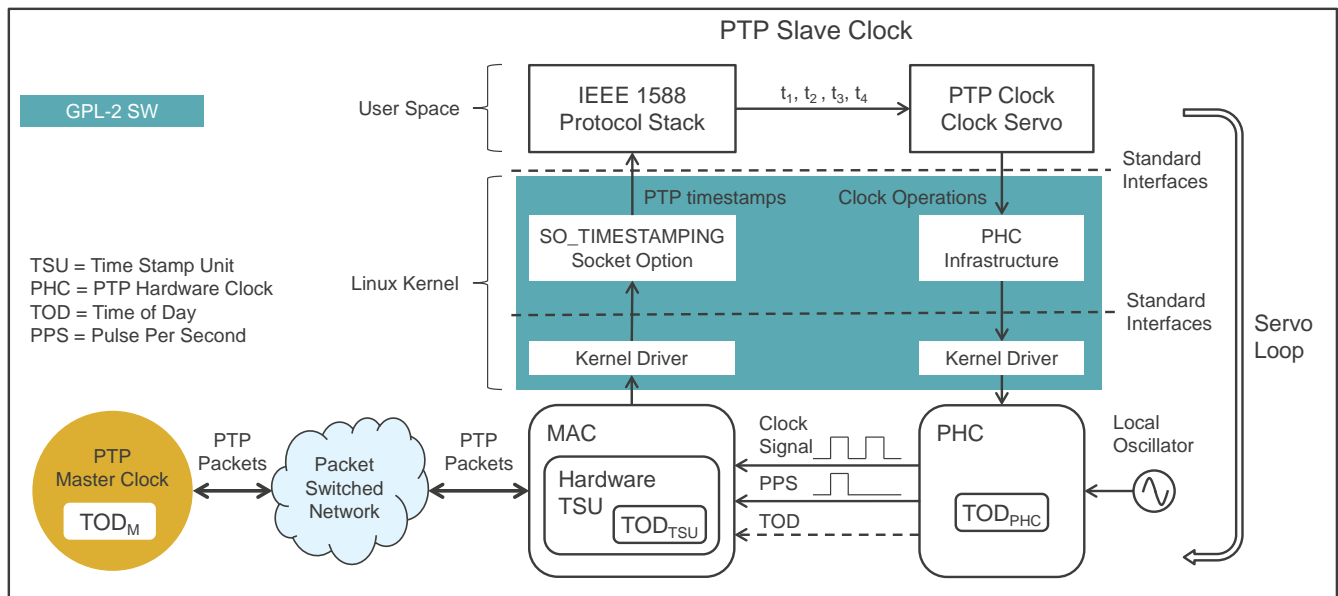 PTP Slave Clock
GPL-2 SW
User Space
IEEE 1588
Protocol Stack
t1, t2 , t3, t4
PTP Clock
Clock Servo
Standard
Interfaces
PTP timestamps
Clock Operations
SO_TIMESTAMPING
Socket Option
PHC
Infrastructure
TSU = Time Stamp Unit
PHC = PTP Hardware Clock
TOD = Time of Day
PPS = Pulse Per Second
Linux Kernel
Standard
Interfaces
Servo
Loop
Kernel Driver
Kernel Driver
PTP
Master Clock
TODM
PTP
Packets
Packet
Switched
Network
PTP
Packets
MAC
Hardware
TSU
TODTSU
Clock
Signal
PPS
TOD
PHC
TODPHC
Local
Oscillator